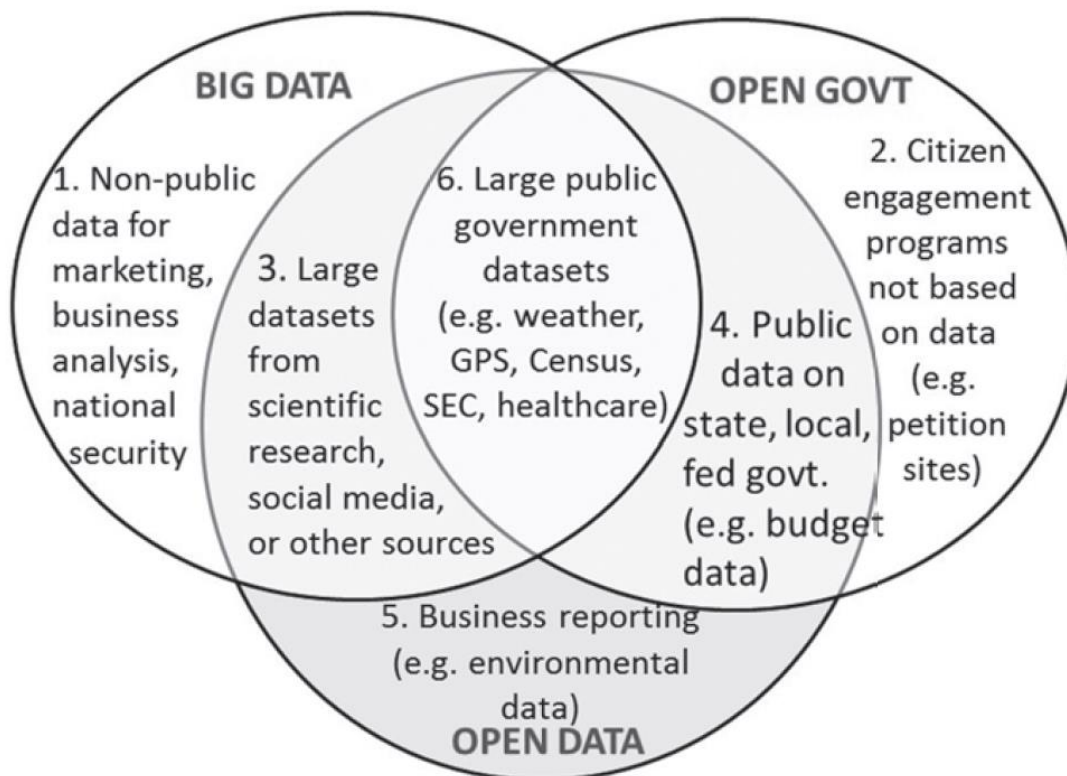 BIG DATA
OPEN GOVT
1. Non-public
data for
marketing,
business
analysis,
national
security
6. Large public
government
datasets
(e.g. weather,
GPS, Census,
SEC, healthcare)
2. Citizen
engagement
programs
not based
on data
(e.g.
petition
sites)
3. Large
datasets
from
scientific
research,
social media,
or other sources
4. Public
data on
state, local,
fed govt.
(e.g. budget
data)
5. Business reporting
(e.g. environmental
data)
OPEN DATA